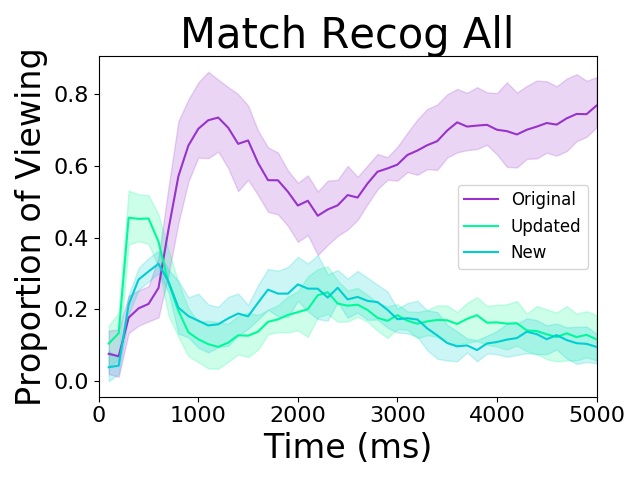 Match Recog All
Proportion of Viewing
0.8
0.6
0.4
0.2
0.0
Original
Updated
New
0 1000 2000 3000 4000 5000
Time (ms)